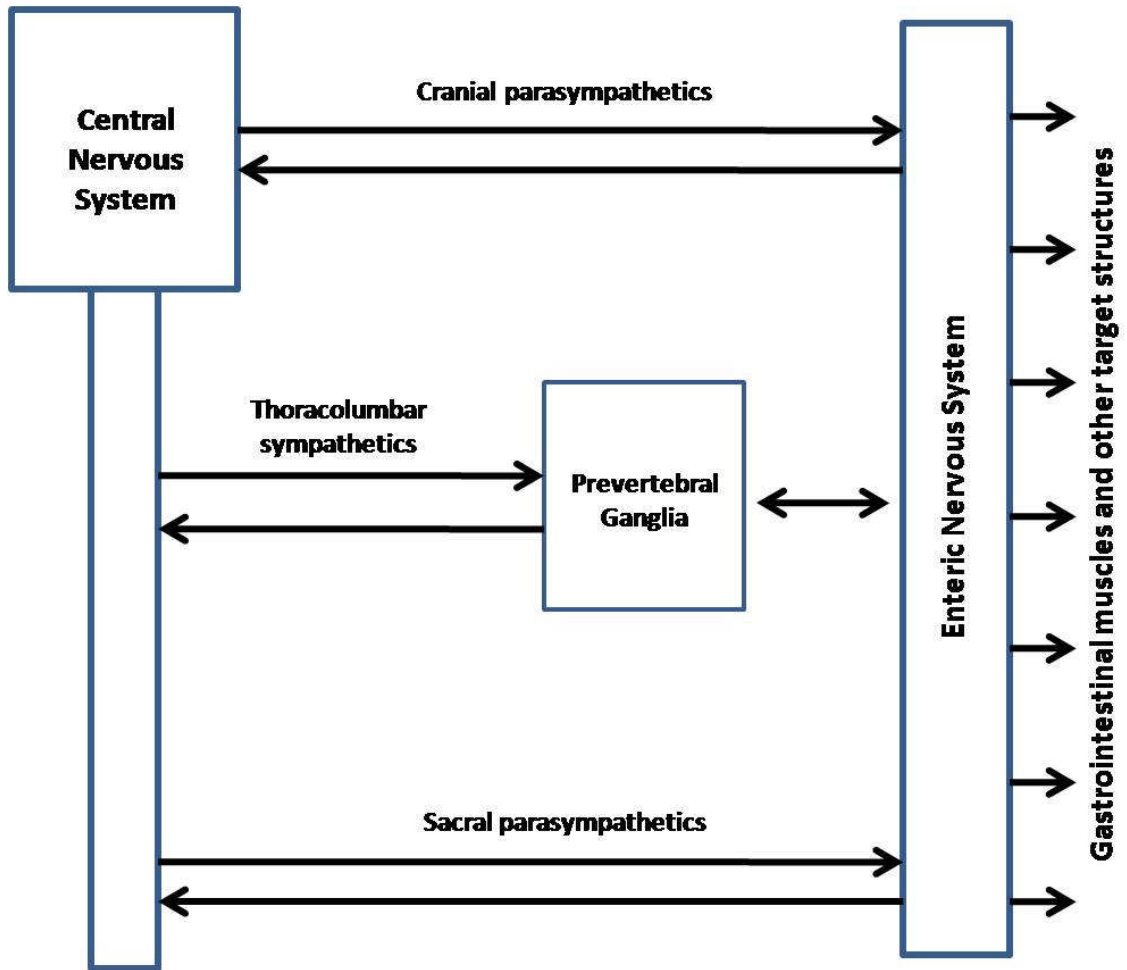 Central
Nervous
System
Cranial parasympathetics
Thoracolumbar
sympathetics
Prevertebral
Ganglia
Sacral parasympathetics
Enteric Nervous System
Gastrointestinal muscles and other target structures